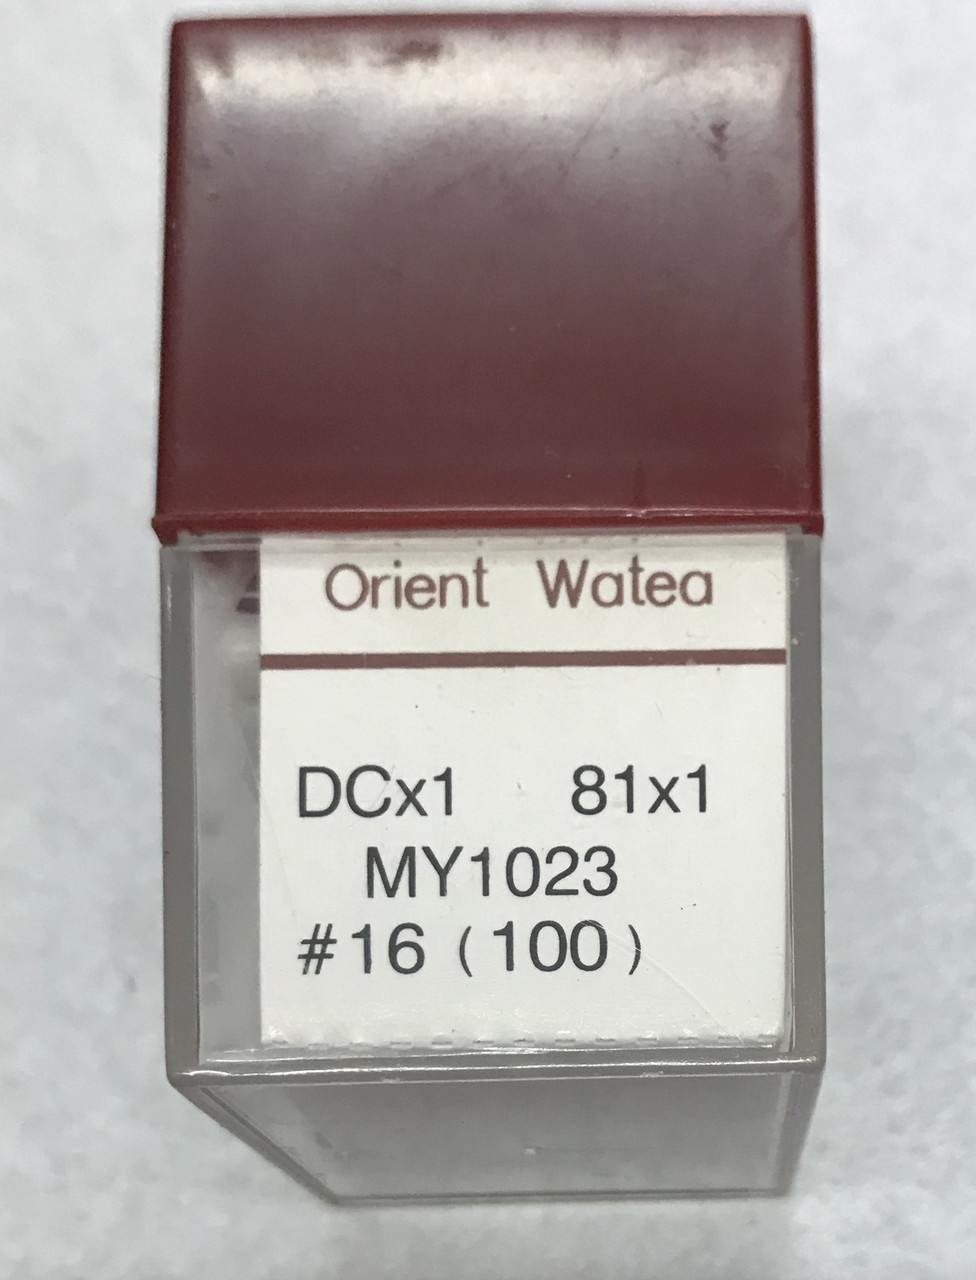 Orient Watea
DCx1 81x1
MY1023
#16 (100)